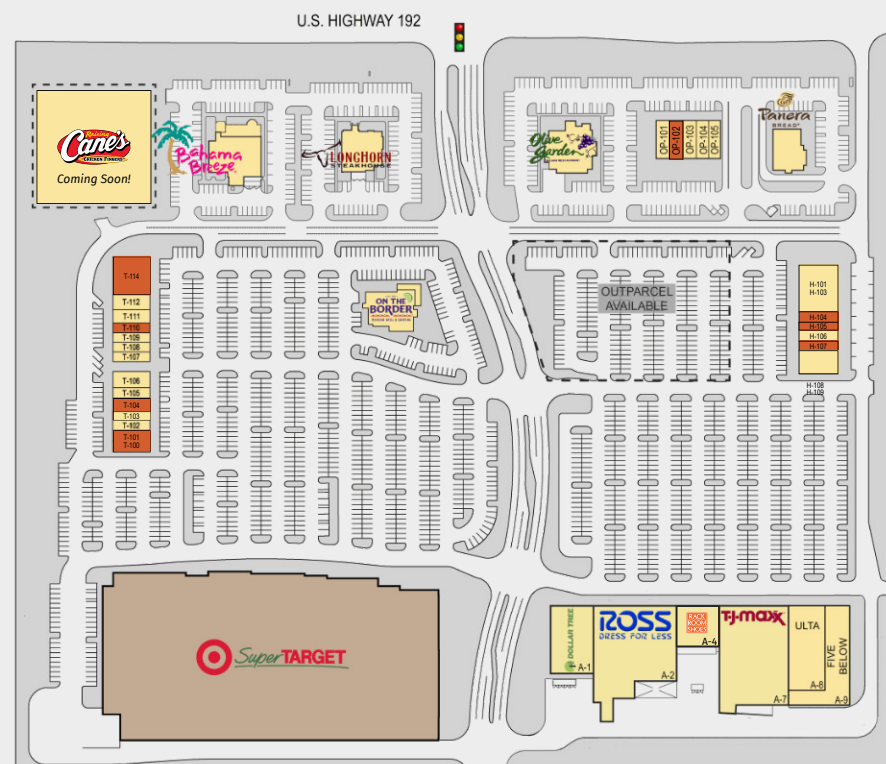 U.S. HIGHWAY 192
Raising
Cane's
CHICKEN FINGERS
Coming Soon!
Bahama
Breeze
LONGHORN
STEAKHOUSE
Olive
Garden
OP-101
OP-102
OP-103
OP-104
OP-105
Panera
BREAD
T-114
T-112
T-111
T-110
T-109
T-108
T-107
T-106
T-105
T-104
T-103
T-102
T-101
T-100
ON THE
BORDER
OUTPARCEL
AVAILABLE
H-101
H-103
H-104
H-105
H-106
H-107
H-108
H-109
SuperTARGET
DOLLAR TREE
A-1
ROSS
DRESS FOR LESS
A-2
RACK
ROOM
SHOES
A-4
T·J·maxx
A-7
ULTA
A-8
FIVE
BELOW
A-9